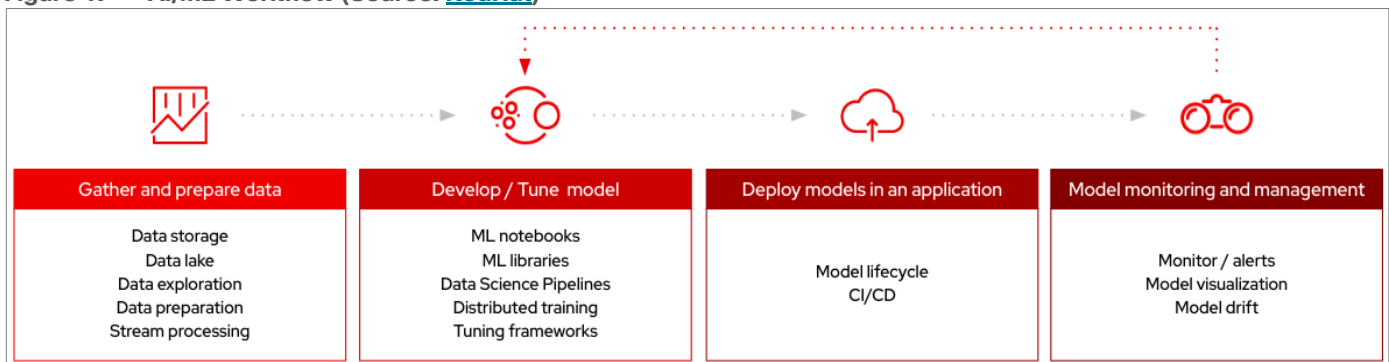 Gather and prepare data
Data storage
Data lake
Data exploration
Data preparation
Stream processing
Develop / Tune model
ML notebooks
ML libraries
Data Science Pipelines
Distributed training
Tuning frameworks
Deploy models in an application
Model lifecycle
CI/CD
Model monitoring and management
Monitor / alerts
Model visualization
Model drift